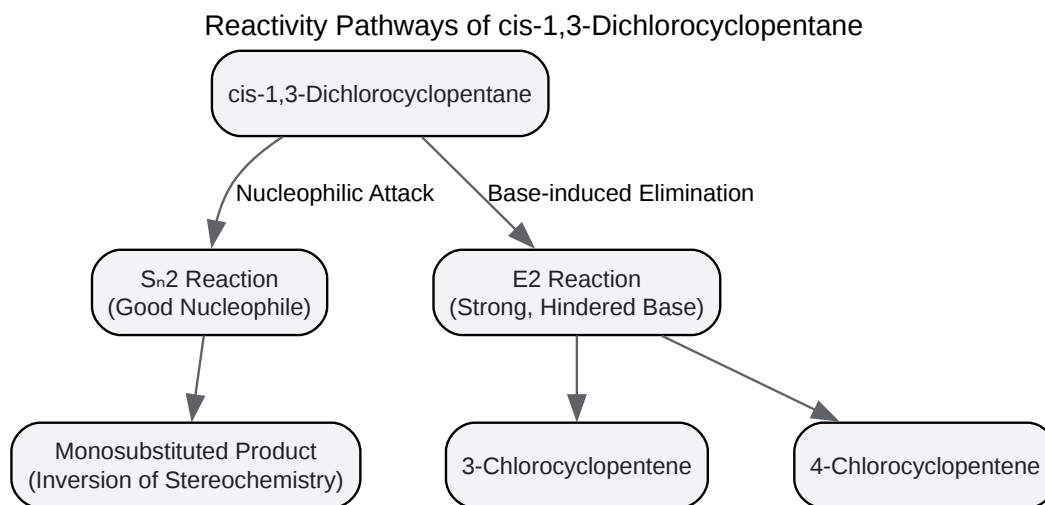 Reactivity Pathways of cis-1,3-Dichlorocyclopentane
cis-1,3-Dichlorocyclopentane
Nucleophilic Attack
Base-induced Elimination
Sₙ2 Reaction
(Good Nucleophile)
E2 Reaction
(Strong, Hindered Base)
Monosubstituted Product
(Inversion of Stereochemistry)
3-Chlorocyclopentene
4-Chlorocyclopentene